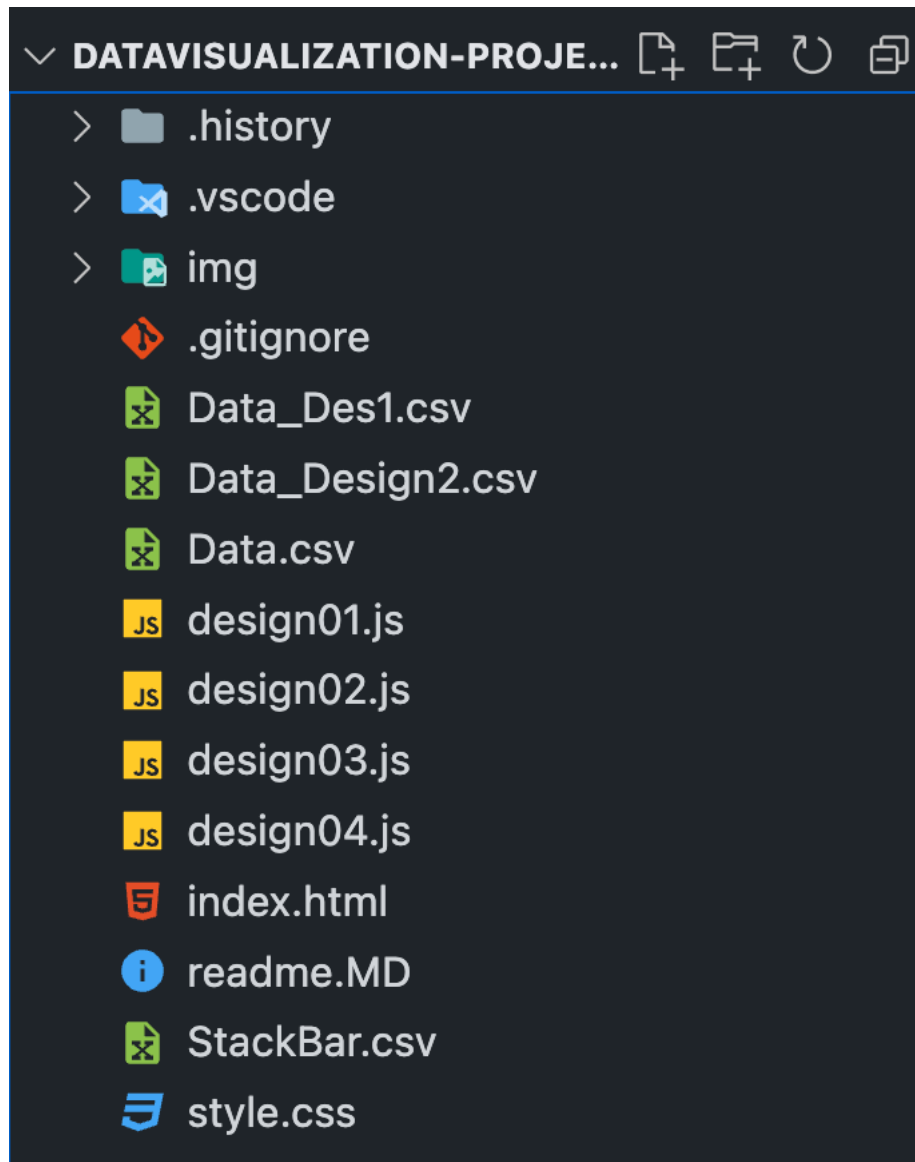 DATAVISUALIZATION-PROJE...
.history
.vscode
img
.gitignore
Data_Des1.csv
Data_Design2.csv
Data.csv
JS design01.js
JS design02.js
JS design03.js
JS design04.js
index.html
readme.MD
StackBar.csv
style.css